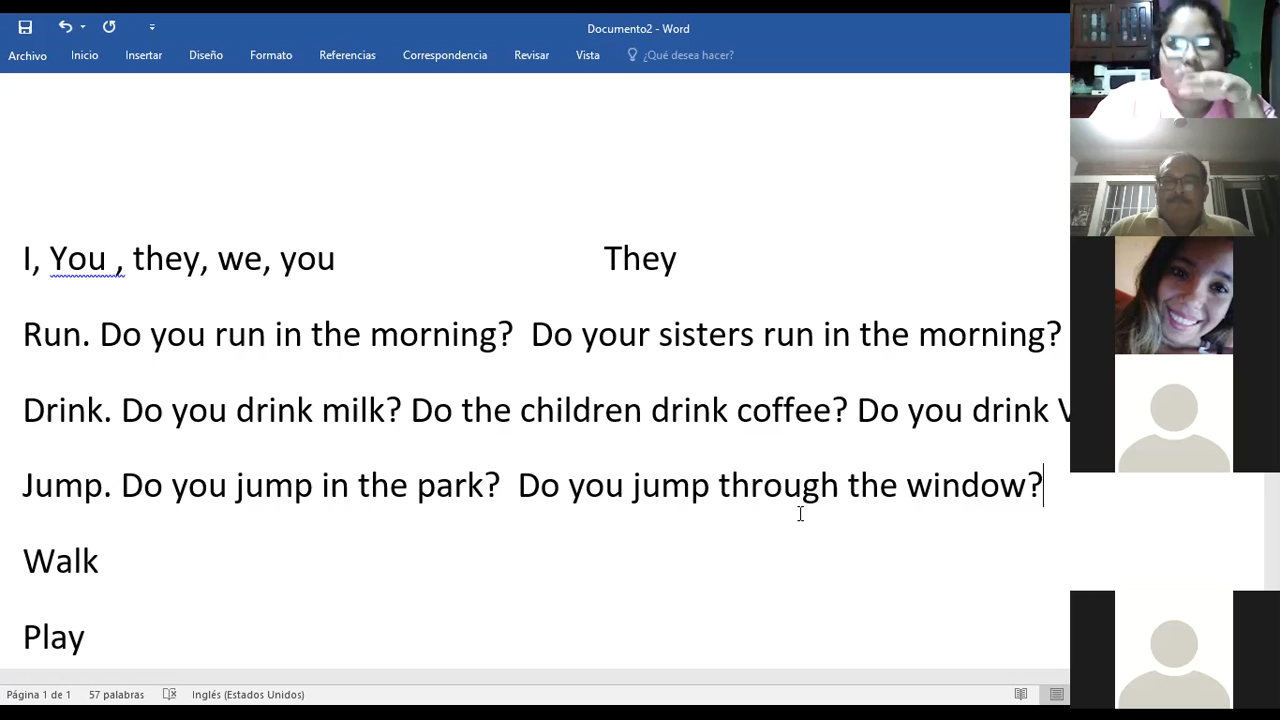 Documento2 - Word
Archivo Inicio Insertar Diseño Formato Referencias Correspondencia Revisar Vista ¿Qué desea hacer?
I, You , they, we, you They
Run. Do you run in the morning? Do your sisters run in the morning?
Drink. Do you drink milk? Do the children drink coffee? Do you drink
Jump. Do you jump in the park? Do you jump through the window?
Walk
Play
Página 1 de 1 57 palabras Inglés (Estados Unidos)